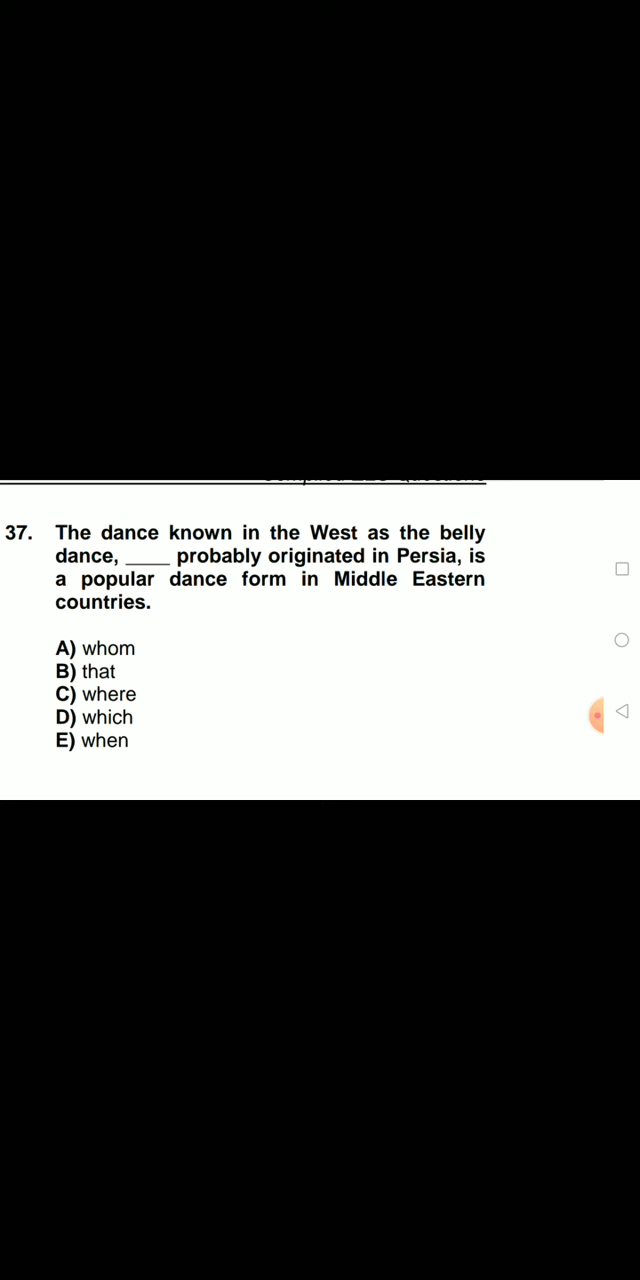 37. The dance known in the West as the belly
dance, ____ probably originated in Persia, is
a popular dance form in Middle Eastern
countries.
A) whom
B) that
C) where
D) which
E) when